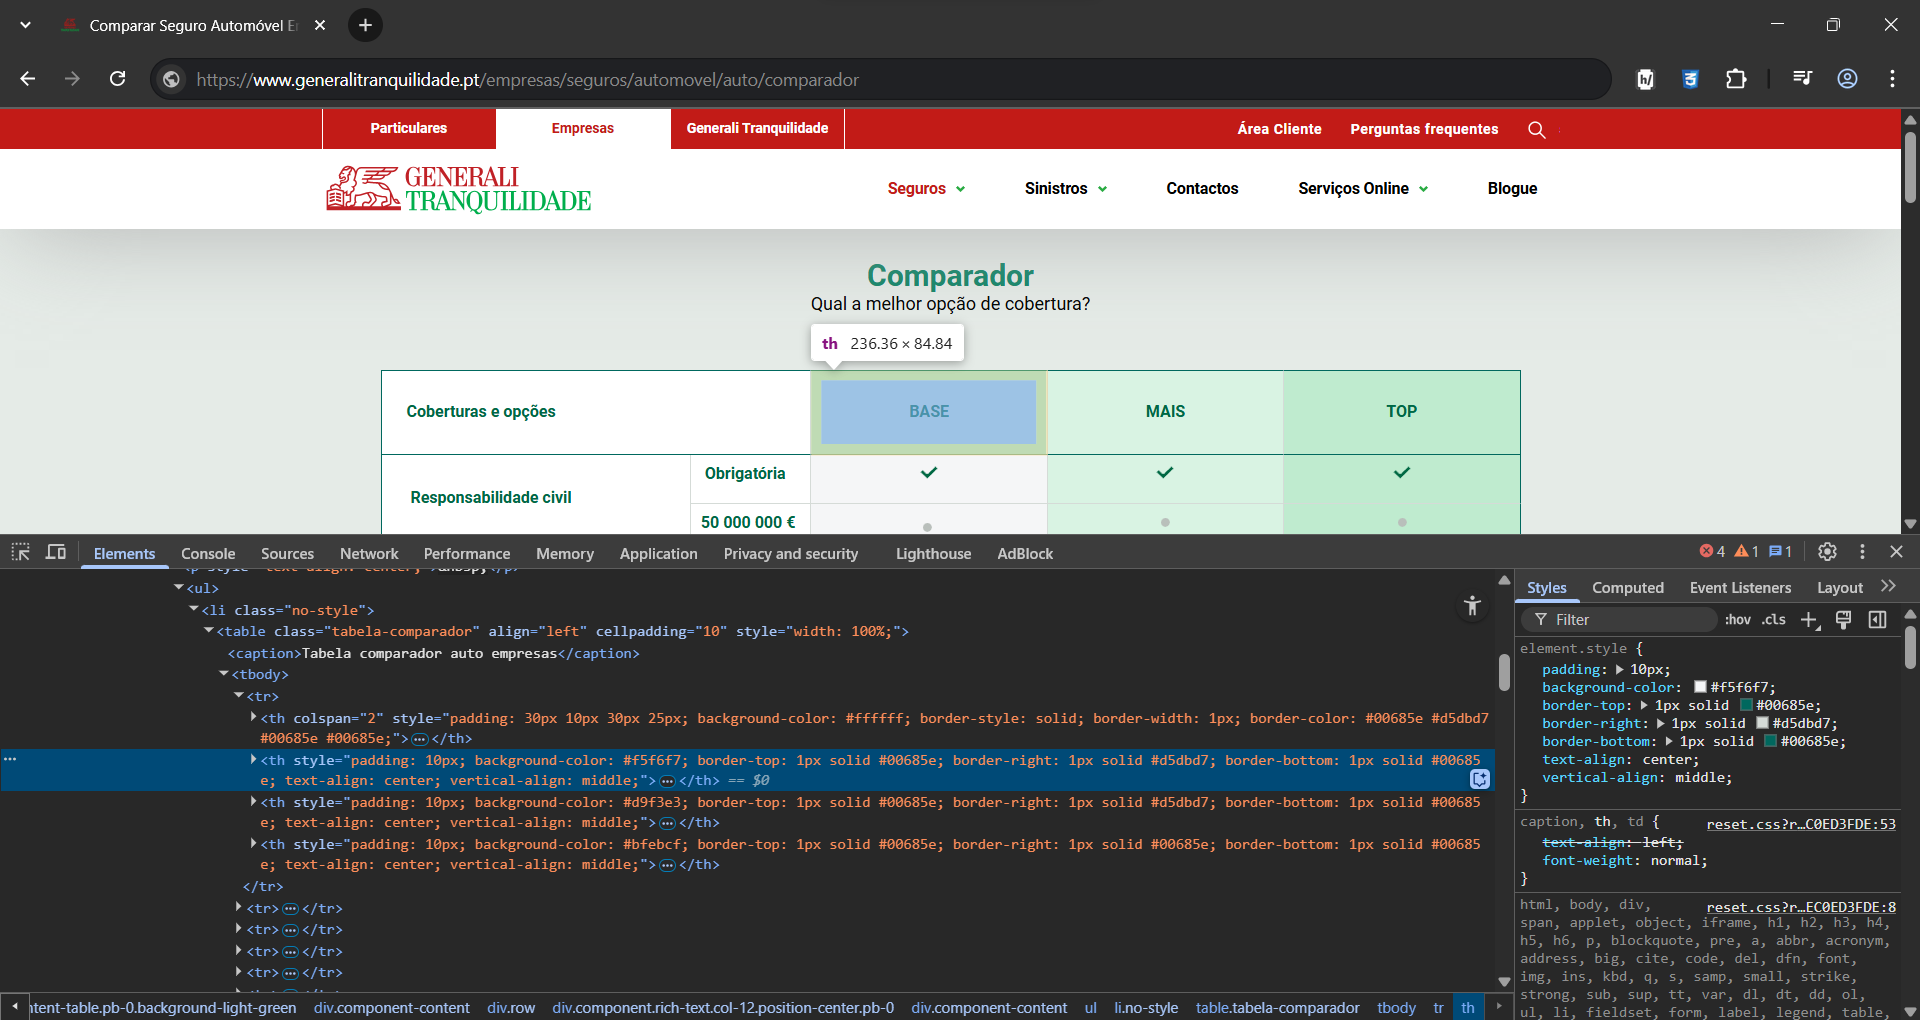 Comparar Seguro Automóvel E
https://www.generalitranquilidade.pt/empresas/seguros/automovel/auto/comparador
Particulares
Empresas
Generali Tranquilidade
Área Cliente
Perguntas frequentes
GENERALI
TRANQUILIDADE
Seguros
Sinistros
Contactos
Serviços Online
Blogue
Comparador
Qual a melhor opção de cobertura?
th 236.36 × 84.84
Coberturas e opções
BASE
MAIS
TOP
Responsabilidade civil
Obrigatória
50 000 000 €
Elements
Console
Sources
Network
Performance
Memory
Application
Privacy and security
Lighthouse
AdBlock
4
1
1
<ul>
<li class="no-style">
<table class="tabela-comparador" align="left" cellpadding="10" style="width: 100%;">
<caption>Tabela comparador auto empresas</caption>
<tbody>
<tr>
<th colspan="2" style="padding: 30px 10px 30px 25px; background-color: #ffffff; border-style: solid; border-width: 1px; border-color: #00685e #d5dbd7
#00685e #00685e;">…</th>
<th style="padding: 10px; background-color: #f5f6f7; border-top: 1px solid #00685e; border-right: 1px solid #d5dbd7; border-bottom: 1px solid #00685
e; text-align: center; vertical-align: middle;">…</th> == $0
<th style="padding: 10px; background-color: #d9f3e3; border-top: 1px solid #00685e; border-right: 1px solid #d5dbd7; border-bottom: 1px solid #00685
e; text-align: center; vertical-align: middle;">…</th>
<th style="padding: 10px; background-color: #bfebcf; border-top: 1px solid #00685e; border-right: 1px solid #00685e; border-bottom: 1px solid #00685
e; text-align: center; vertical-align: middle;">…</th>
</tr>
<tr>…</tr>
<tr>…</tr>
<tr>…</tr>
<tr>…</tr>
ntent-table.pb-0.background-light-green
div.component-content
div.row
div.component.rich-text.col-12.position-center.pb-0
div.component-content
ul
li.no-style
table.tabela-comparador
tbody
tr
th
Styles
Computed
Event Listeners
Layout
Filter
:hov
.cls
element.style {
padding: 10px;
background-color: #f5f6f7;
border-top: 1px solid #00685e;
border-right: 1px solid #d5dbd7;
border-bottom: 1px solid #00685e;
text-align: center;
vertical-align: middle;
}
caption, th, td {
reset.css?r…C0ED3FDE:53
text-align: left;
font-weight: normal;
}
html, body, div,
reset.css?r…EC0ED3FDE:8
span, applet, object, iframe, h1, h2, h3, h4,
h5, h6, p, blockquote, pre, a, abbr, acronym,
address, big, cite, code, del, dfn, font,
img, ins, kbd, q, s, samp, small, strike,
strong, sub, sup, tt, var, dl, dt, dd, ol,
ul, li, fieldset, form, label, legend, table,